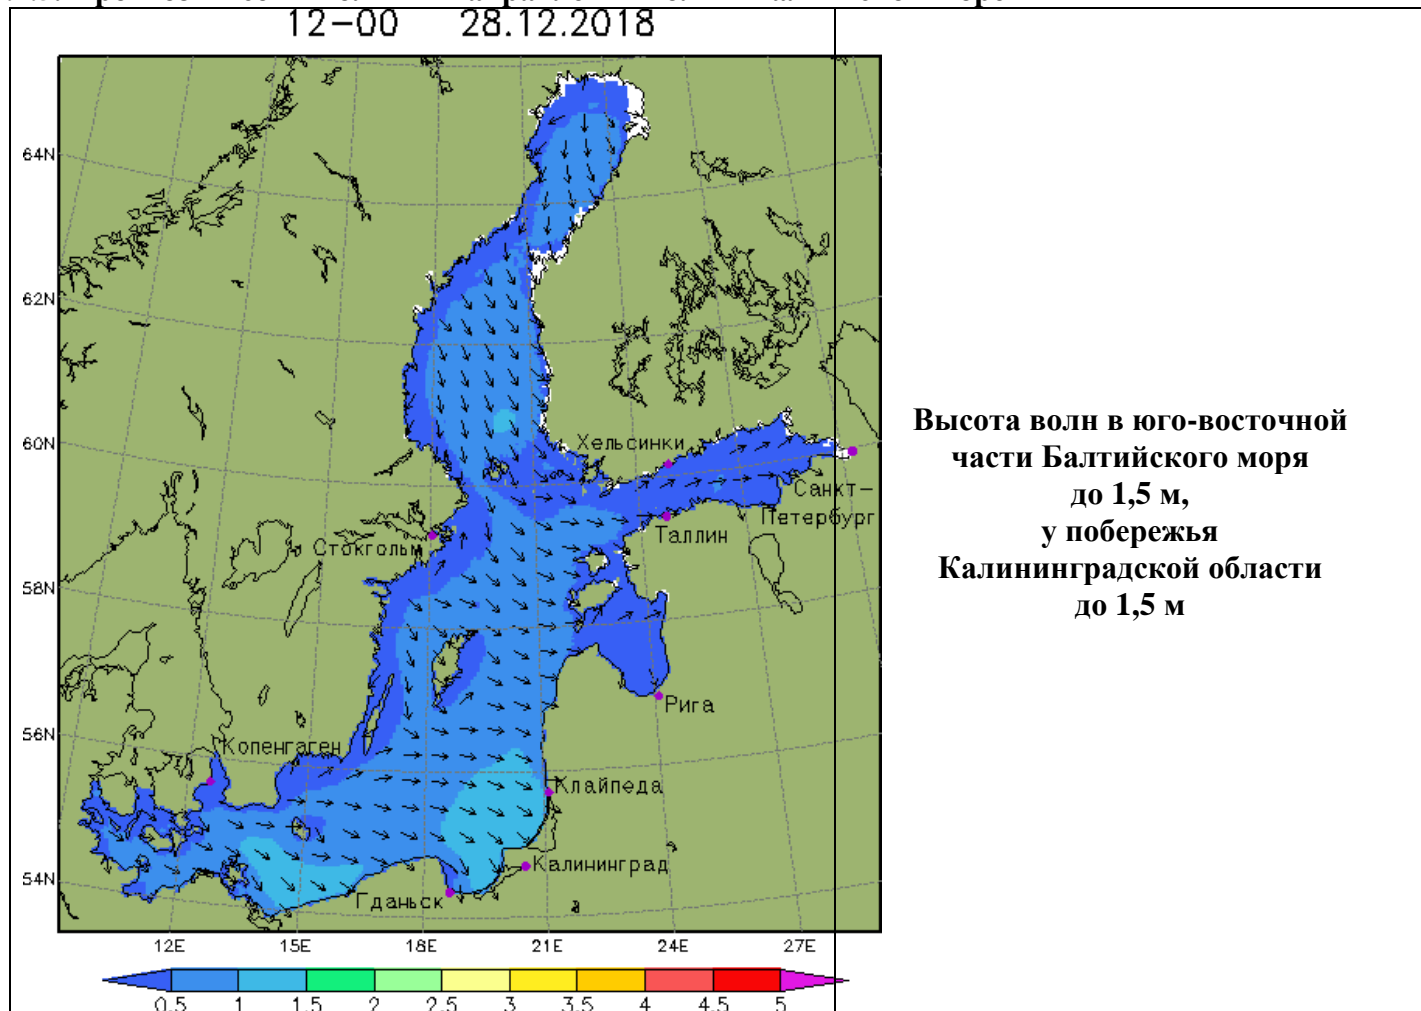 12-00 28.12.2018
64N
62N
60N
58N
56N
54N
Хельсинки
Санкт-
Петербург
Таллин
Стокгольм
Рига
Копенгаген
Клайпеда
Калининград
Гданьск
12E 15E 18E 21E 24E 27E
0.5 1 1.5 2 2.5 3 3.5 4 4.5 5
Высота волн в юго-восточной
части Балтийского моря
до 1,5 м,
у побережья
Калининградской области
до 1,5 м